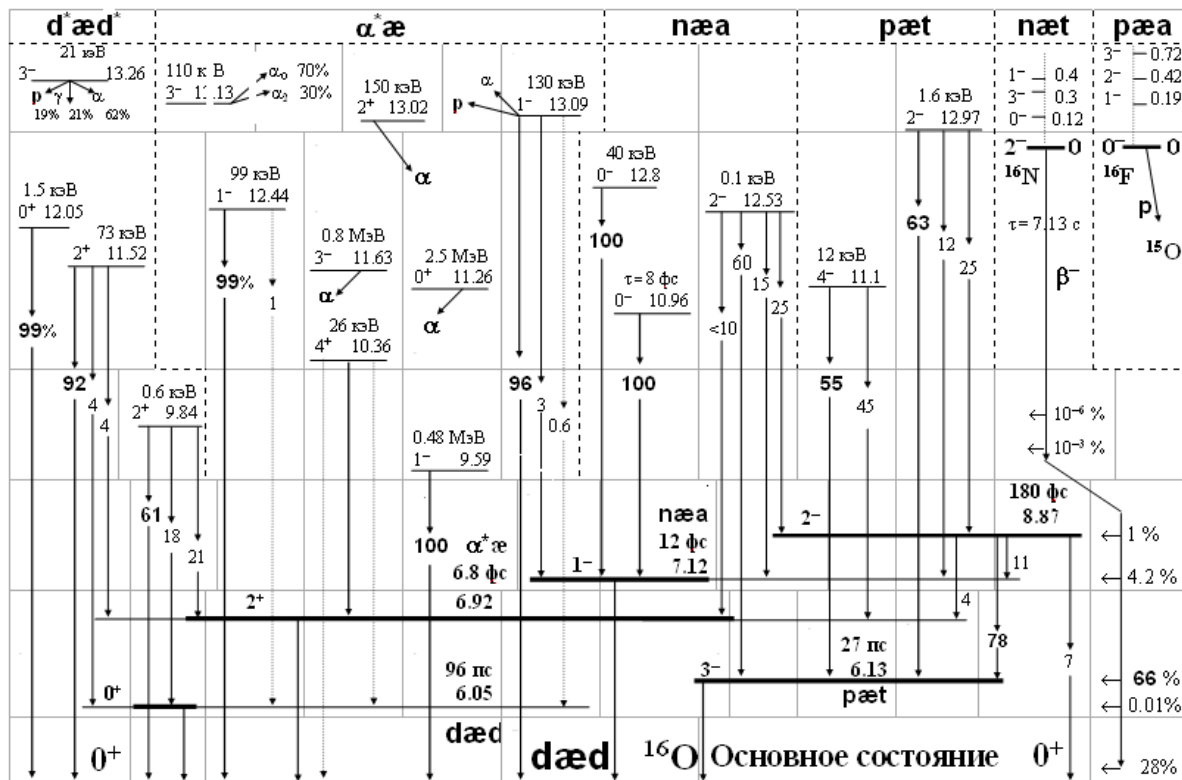 d*æd* α*æ næa pæt næt pæa
21 кэВ
3⁻ 13.26
p γ α
19% 21% 62%
110 к В
3⁻ 13.13
α₀ 70%
α₂ 30%
150 кэВ
2⁺ 13.02
α
α
p
130 кэВ
1⁻ 13.09
1.6 кэВ
2⁻ 12.97
1⁻ 0.4
3⁻ 0.3
0⁻ 0.12
2⁻ 0
¹⁶N
3⁻ 0.72
2⁻ 0.42
1⁻ 0.19
0⁻ 0
¹⁶F
p
¹⁵O
τ = 7.13 с
β⁻
1.5 кэВ
0⁺ 12.05
73 кэВ
2⁺ 11.52
99%
92
4
4
99 кэВ
1⁻ 12.44
99%
1
0.8 МэВ
3⁻ 11.63
α
2.5 МэВ
0⁺ 11.26
α
26 кэВ
4⁺ 10.36
40 кэВ
0⁻ 12.8
100
τ = 8 фс
0⁻ 10.96
100
0.1 кэВ
2⁻ 12.53
60
15
25
<10
12 кэВ
4⁻ 11.1
55
45
63
12
25
96
3
0.6
0.6 кэВ
2⁺ 9.84
61
18
21
0.48 МэВ
1⁻ 9.59
100
10⁻⁶ %
10⁻³ %
180 фс
2⁻ 8.87
1 %
næa
12 фс
1⁻ 7.12
11
4.2 %
α*æ
6.8 фс
2⁺ 6.92
4
78
7
27 пс
3⁻ 6.13
pæt
66 %
96 пс
0⁺ 6.05
dæd
0.01%
0⁺ dæd ¹⁶O Основное состояние 0⁺
28%